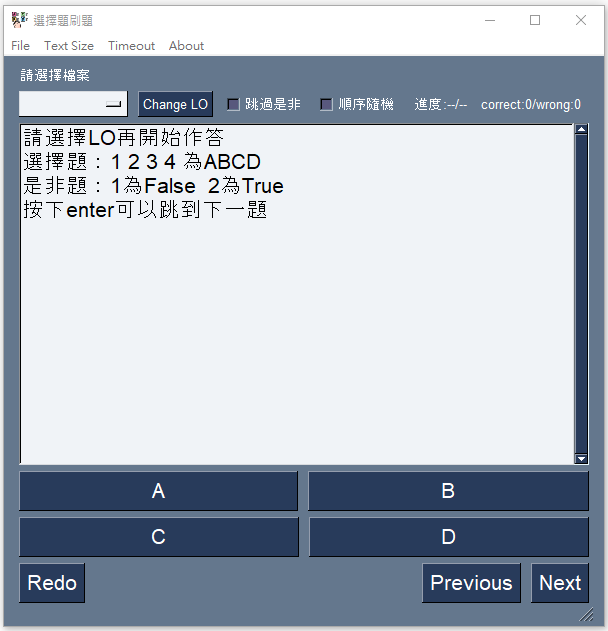 選擇題刷題
File Text Size Timeout About
請選擇檔案
Change LO 跳過是非 順序隨機 進度:--/-- correct:0/wrong:0
請選擇LO再開始作答
選擇題：1 2 3 4 為ABCD
是非題：1為False 2為True
按下enter可以跳到下一題
A B
C D
Redo Previous Next